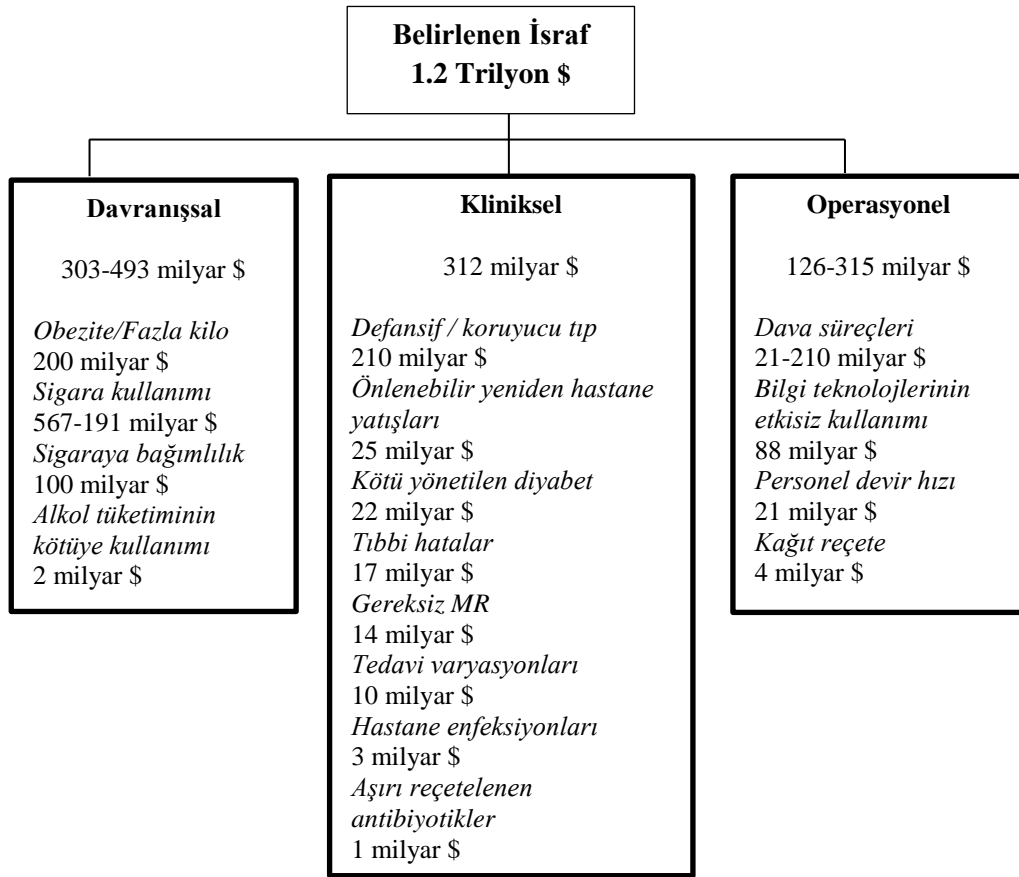 Belirlenen İsraf
1.2 Trilyon $
Davranışsal
303-493 milyar $
Obezite/Fazla kilo
200 milyar $
Sigara kullanımı
567-191 milyar $
Sigaraya bağımlılık
100 milyar $
Alkol tüketiminin
kötüye kullanımı
2 milyar $
Kliniksel
312 milyar $
Defansif / koruyucu tıp
210 milyar $
Önlenebilir yeniden hastane
yatışları
25 milyar $
Kötü yönetilen diyabet
22 milyar $
Tıbbi hatalar
17 milyar $
Gereksiz MR
14 milyar $
Tedavi varyasyonları
10 milyar $
Hastane enfeksiyonları
3 milyar $
Aşırı reçetelenen
antibiyotikler
1 milyar $
Operasyonel
126-315 milyar $
Dava süreçleri
21-210 milyar $
Bilgi teknolojlerinin
etkisiz kullanımı
88 milyar $
Personel devir hızı
21 milyar $
Kağıt reçete
4 milyar $